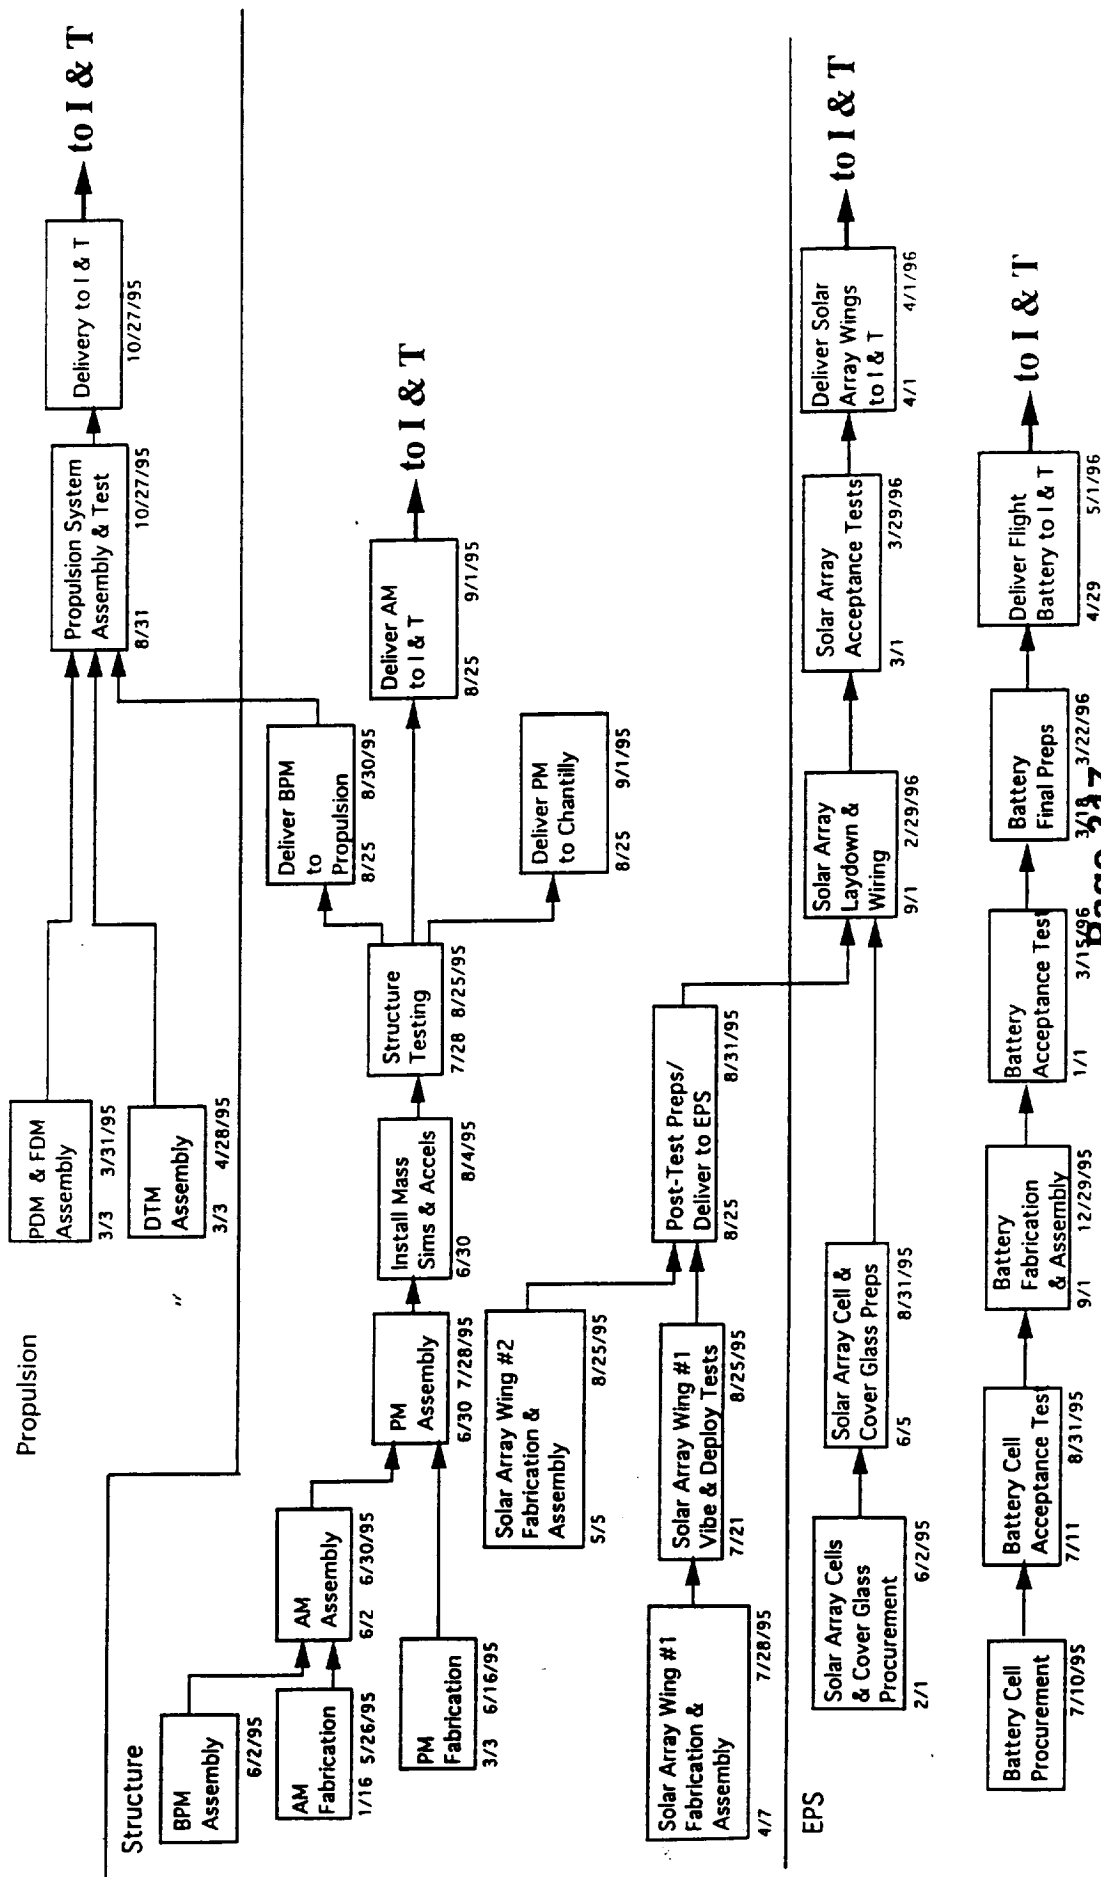 Propulsion
PDM & FDM
Assembly
3/3 3/31/95
DTM
Assembly
3/3 4/28/95
Propulsion System
Assembly & Test
8/31 10/27/95
Delivery to I & T
10/27/95
to I & T
Structure
BPM
Assembly
6/2/95
AM
Fabrication
1/16 5/26/95
AM
Assembly
6/2 6/30/95
PM
Fabrication
3/3 6/16/95
PM
Assembly
6/30 7/28/95
Install Mass
Sims & Accels
6/30 8/4/95
Structure
Testing
7/28 8/25/95
Deliver BPM
to
Propulsion
8/25 8/30/95
Deliver AM
to I & T
8/25 9/1/95
to I & T
Deliver PM
to Chantilly
8/25 9/1/95
Solar Array Wing #2
Fabrication &
Assembly
5/5 8/25/95
Solar Array Wing #1
Fabrication &
Assembly
4/7 7/28/95
Solar Array Wing #1
Vibe & Deploy Tests
7/21 8/25/95
Post-Test Preps/
Deliver to EPS
8/25 8/31/95
EPS
Solar Array Cells
& Cover Glass
Procurement
2/1 6/2/95
Solar Array Cell &
Cover Glass Preps
6/5 8/31/95
Solar Array
Laydown &
Wiring
9/1 2/29/96
Solar Array
Acceptance Tests
3/1 3/29/96
Deliver Solar
Array Wings
to I & T
4/1 4/1/96
to I & T
Battery Cell
Procurement
7/10/95
Battery Cell
Acceptance Test
7/11 8/31/95
Battery
Fabrication
& Assembly
9/1 12/29/95
Battery
Acceptance Test
1/1 3/15/96
Battery
Final Preps
3/18 3/22/96
Deliver Flight
Battery to I & T
4/29 5/1/96
to I & T
Page 217